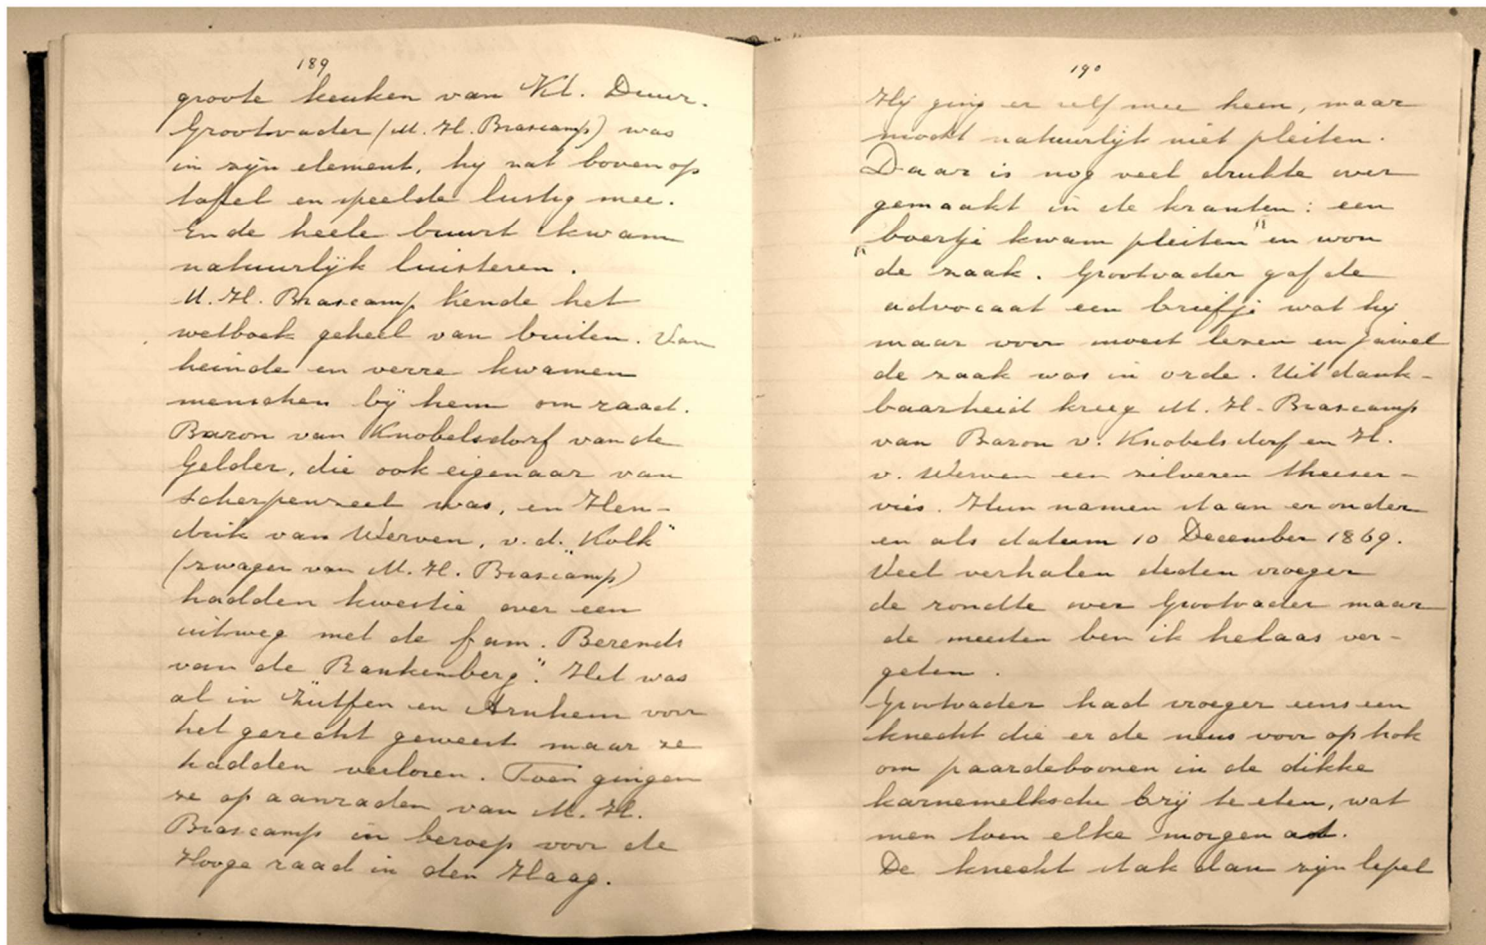 189
groote keuken van Kl. Duur.
Grootvader (M. H. Brascamp) was
in zijn element, hy zat boven op
tafel en speelde lustig mee.
En de heele buurt kwam
natuurlijk luisteren.
M. H. Brascamp kende het
wetboek geheel van buiten. Van
heinde en verre kwamen
menschen bij hem om raad.
Baron van Knobelsdorf van de
Gelder, die ook eigenaar van
Scherpenzeel was, en Hen-
drik van Werven, v. d. "Kolk"
(zwager van M. H. Brascamp)
hadden kwestie over een
uitweg met de fam. Berends
van de Rankenberg". Het was
al in Zutfen en Arnhem voor
het gerecht geweest maar ze
hadden verloren. Toen gingen
ze op aanraden van M. H.
Brascamp in beroep voor de
Hooge raad in den Haag.
190
Hij ging er zelf mee heen, maar
mocht natuurlijk niet pleiten.
Daar is nog veel drukte over
gemaakt in de kranten: een
"boertje kwam pleiten" en won
de zaak. Grootvader gaf de
advocaat een briefje wat hy
maar voor moest lezen en jawel
de zaak was in orde. Uit dank-
baarheid kreeg M. H. Brascamp
van Baron v. Knobelsdorf en H.
v. Werven een zilveren theeser-
vies. Hun namen staan er onder
en als datum 10 December 1869.
Veel verhalen deden vroeger
de rondte over Grootvader maar
de meesten ben ik helaas ver-
geten.
Grootvader had vroeger eens een
knecht die er de neus voor op trok
om paardeboonen in de dikke
karnemelksche brij te eten, wat
men toen elke morgen at.
De knecht stak dan zijn lepel